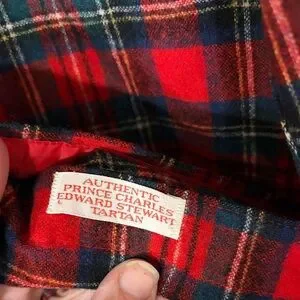 AUTHENTIC
PRINCE CHARLES
EDWARD STEWART
TARTAN